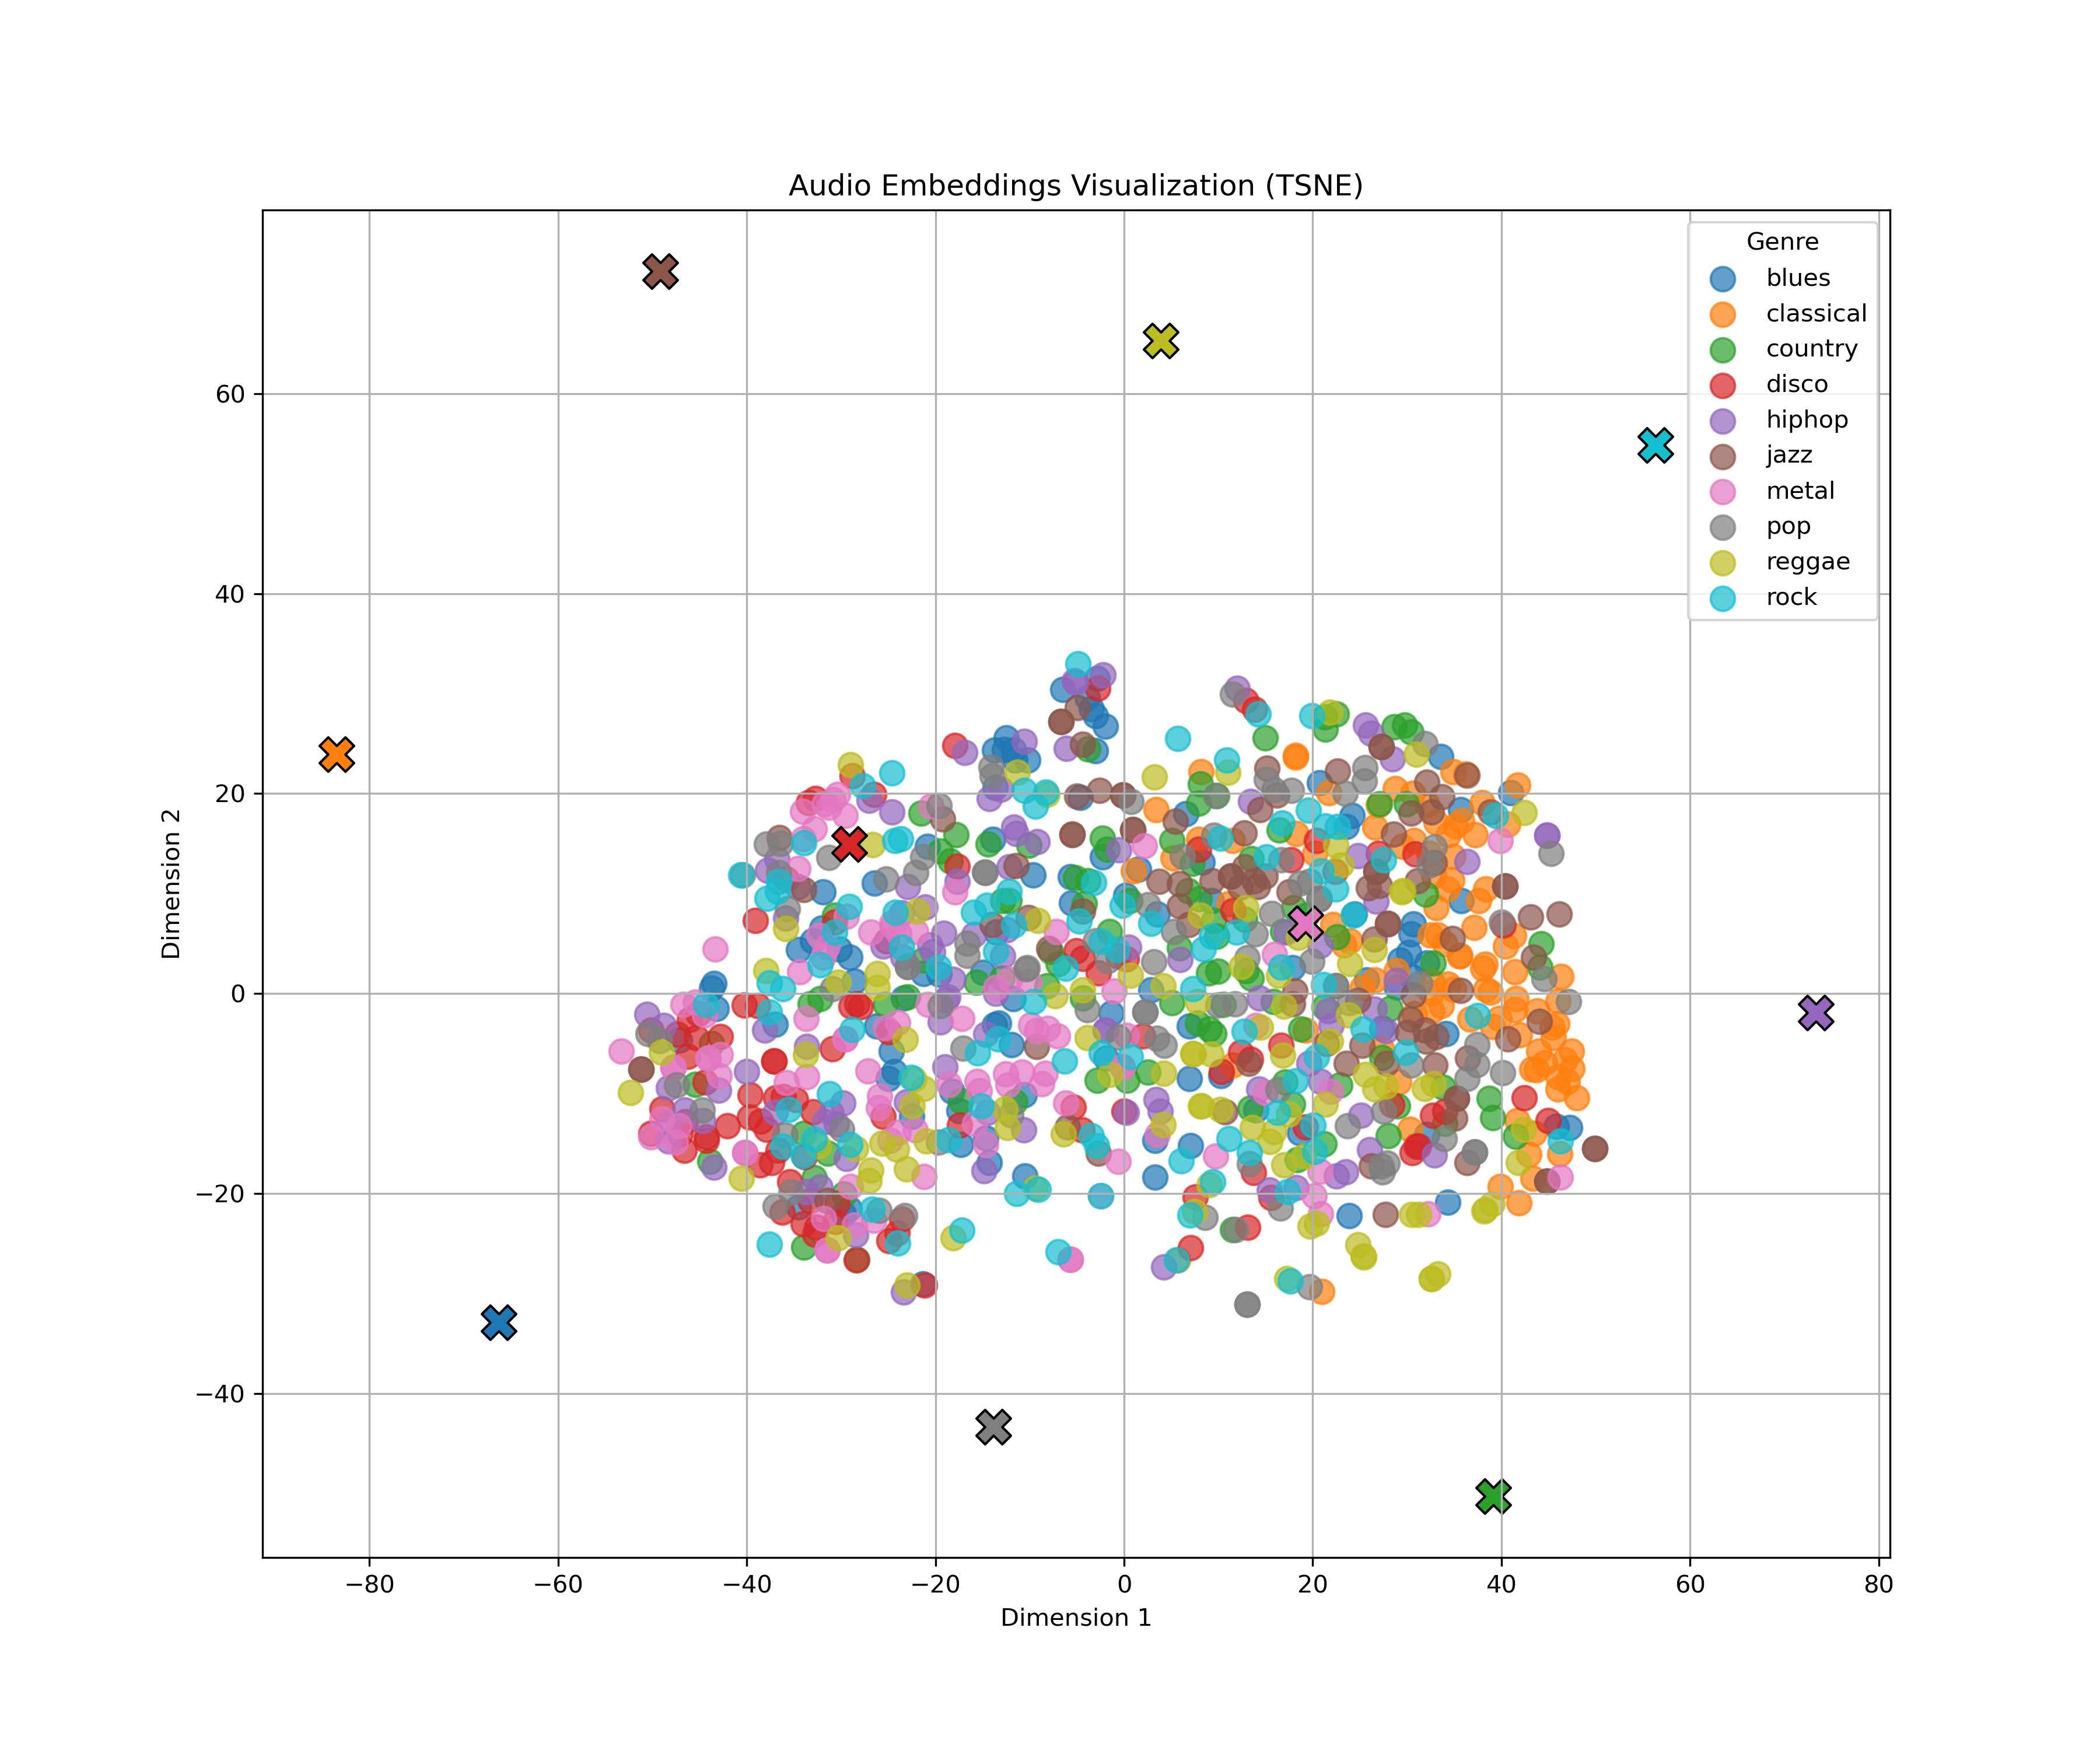 Audio Embeddings Visualization (TSNE)
Genre
blues
classical
country
disco
hiphop
jazz
metal
pop
reggae
rock
Dimension 2
60
40
20
0
−20
−40
−80
−60
−40
−20
0
20
40
60
80
Dimension 1